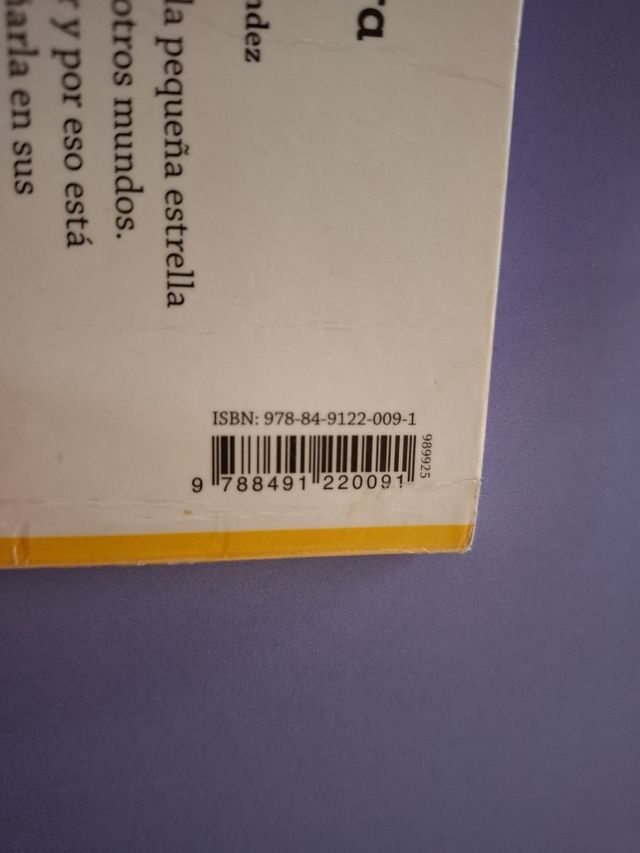 ndez
la pequeña estrella
otros mundos.
r y por eso está
ñarla en sus
ISBN: 978-84-9122-009-1
989925
9 788491 220091